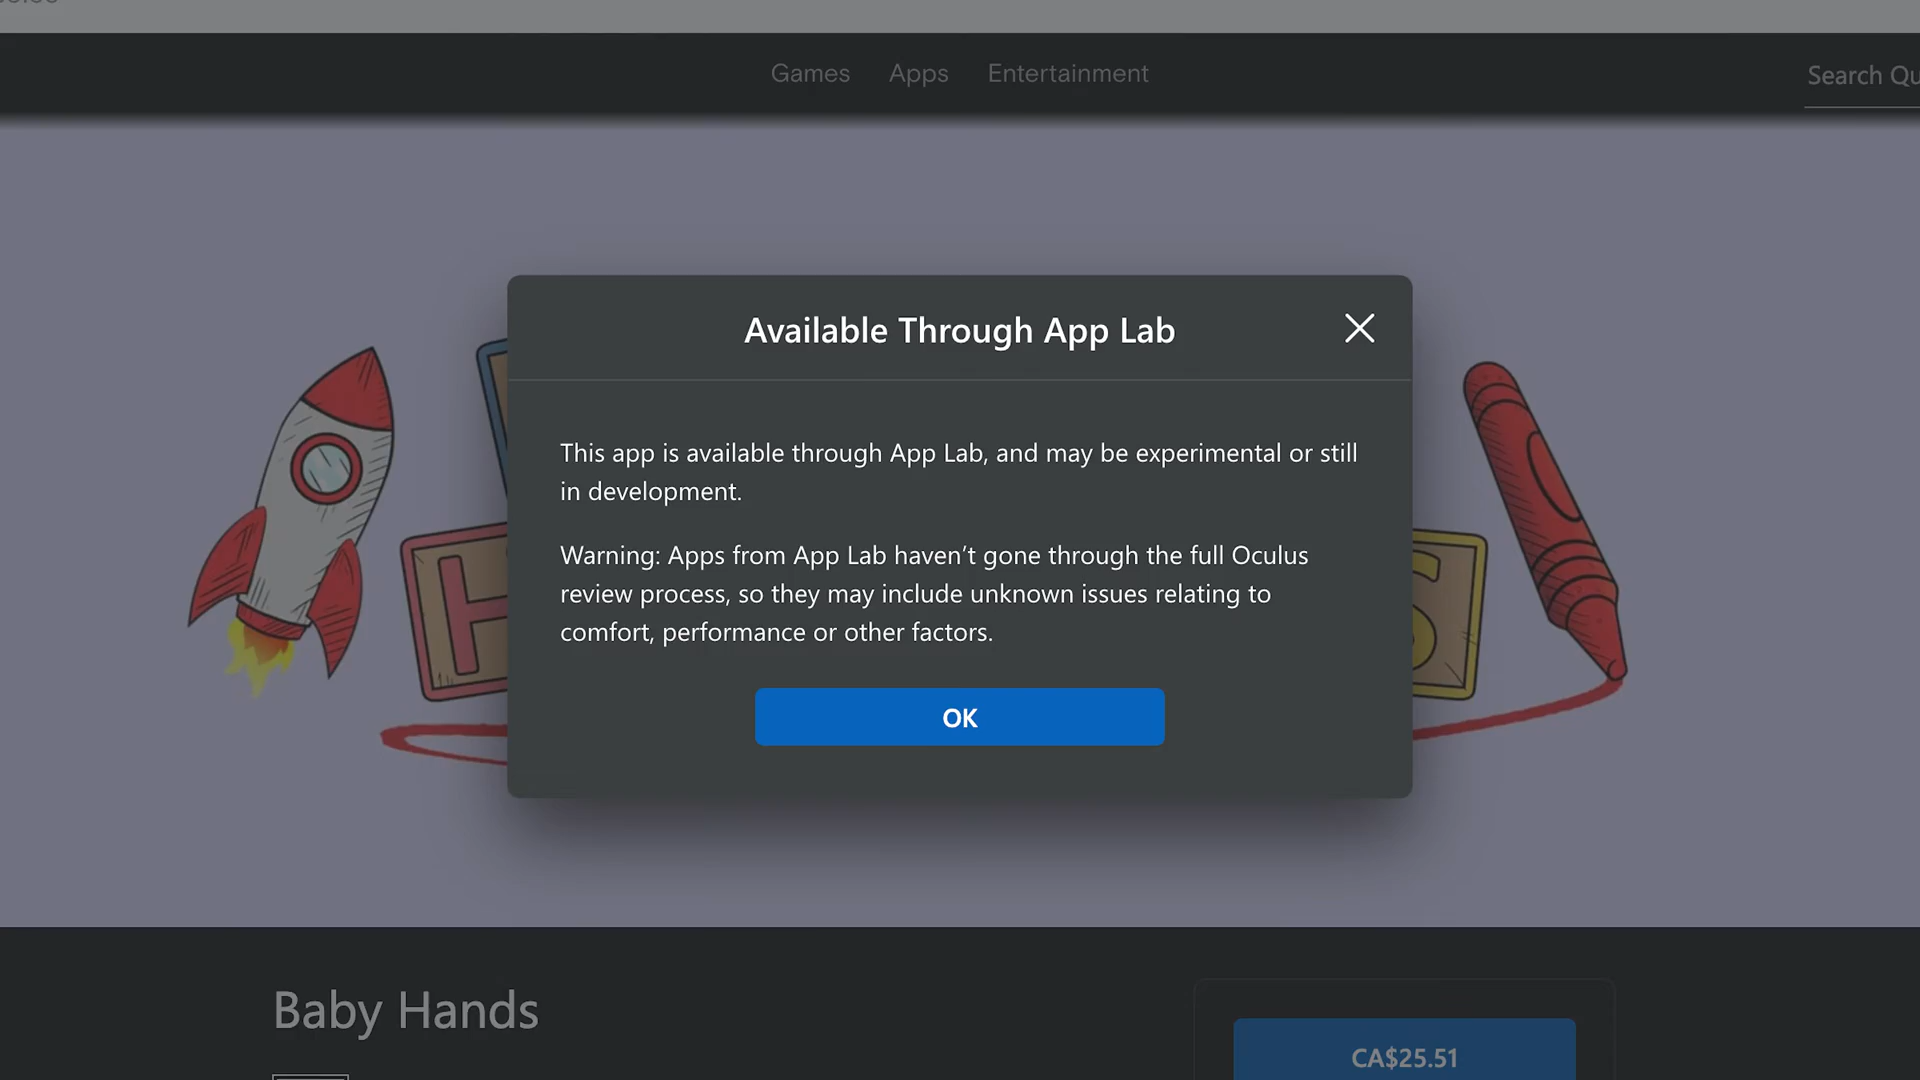 Games Apps Entertainment
Search Qu
Available Through App Lab
This app is available through App Lab, and may be experimental or still
in development.
Warning: Apps from App Lab haven’t gone through the full Oculus
review process, so they may include unknown issues relating to
comfort, performance or other factors.
OK
H
S
Baby Hands
CA$25.51